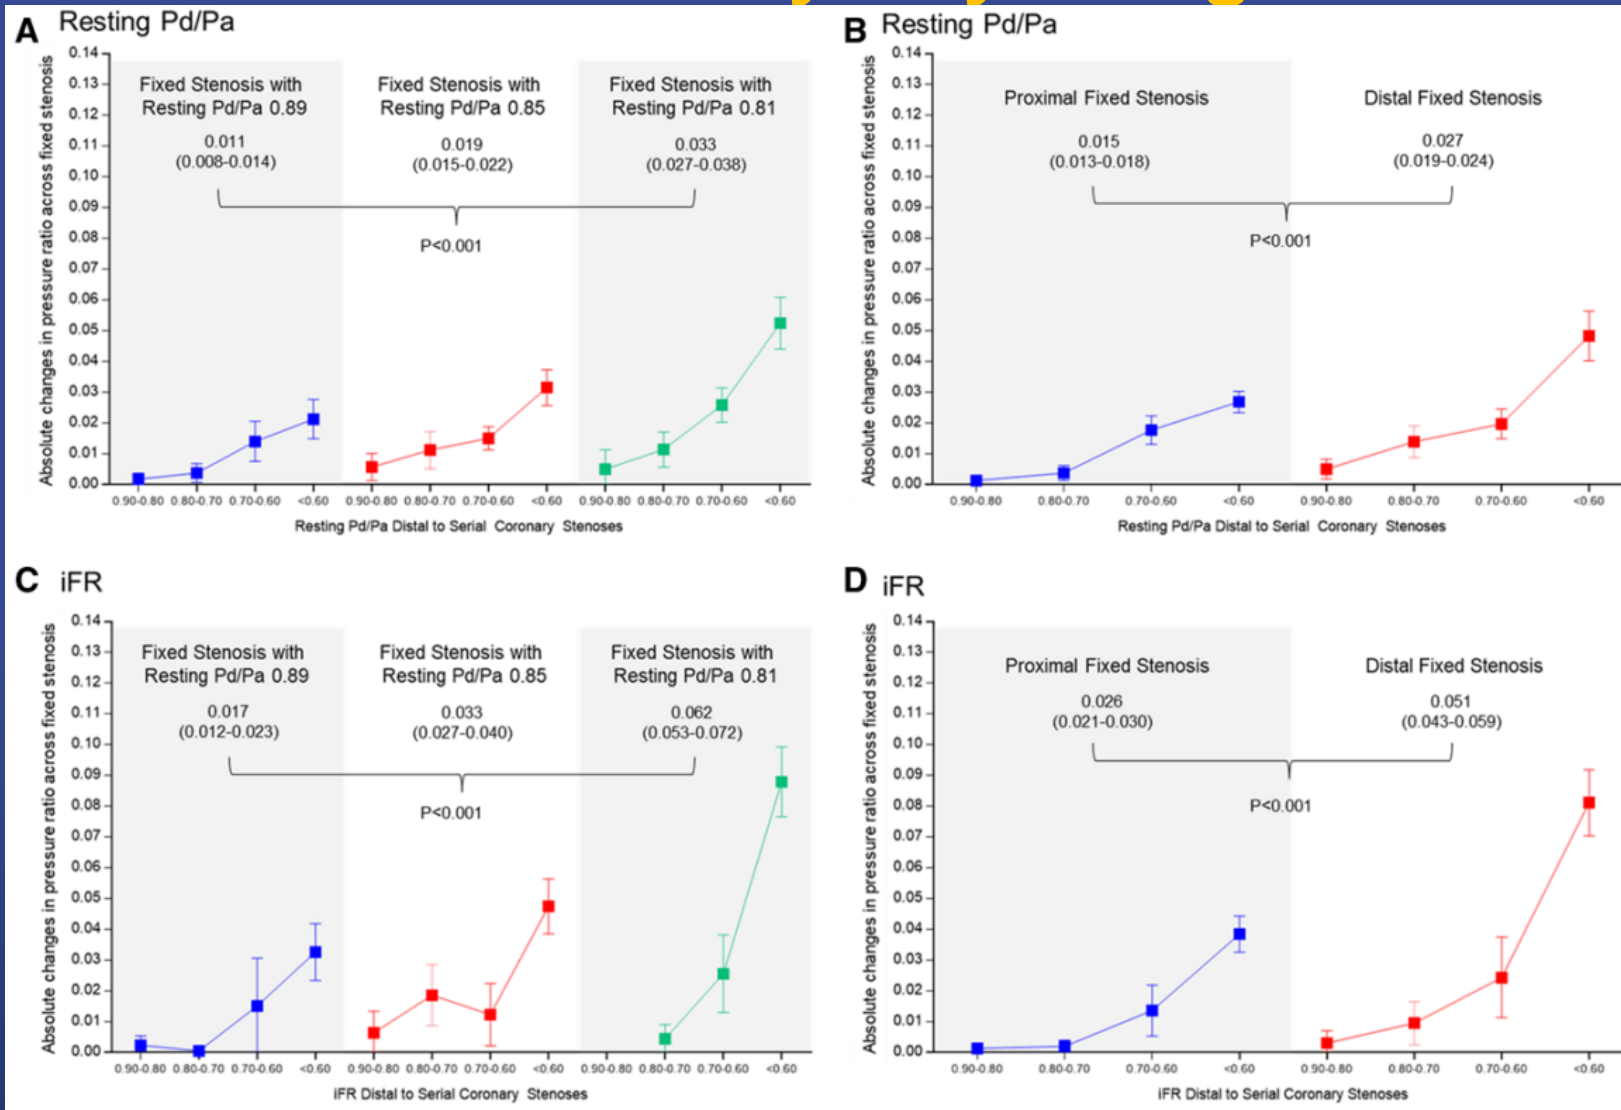 A Resting Pd/Pa
Absolute changes in pressure ratio across fixed stenosis
0.14
0.13
0.12
0.11
0.10
0.09
0.08
0.07
0.06
0.05
0.04
0.03
0.02
0.01
0.00
Fixed Stenosis with
Resting Pd/Pa 0.89
0.011
(0.008-0.014)
Fixed Stenosis with
Resting Pd/Pa 0.85
0.019
(0.015-0.022)
Fixed Stenosis with
Resting Pd/Pa 0.81
0.033
(0.027-0.038)
P<0.001
0.90-0.80 0.80-0.70 0.70-0.60 <0.60 0.90-0.80 0.80-0.70 0.70-0.60 <0.60 0.90-0.80 0.80-0.70 0.70-0.60 <0.60
Resting Pd/Pa Distal to Serial Coronary Stenoses
B Resting Pd/Pa
Absolute changes in pressure ratio across fixed stenosis
0.14
0.13
0.12
0.11
0.10
0.09
0.08
0.07
0.06
0.05
0.04
0.03
0.02
0.01
0.00
Proximal Fixed Stenosis
0.015
(0.013-0.018)
Distal Fixed Stenosis
0.027
(0.019-0.024)
P<0.001
0.90-0.80 0.80-0.70 0.70-0.60 <0.60 0.90-0.80 0.80-0.70 0.70-0.60 <0.60
Resting Pd/Pa Distal to Serial Coronary Stenoses
C iFR
Absolute changes in pressure ratio across fixed stenosis
0.14
0.13
0.12
0.11
0.10
0.09
0.08
0.07
0.06
0.05
0.04
0.03
0.02
0.01
0.00
Fixed Stenosis with
Resting Pd/Pa 0.89
0.017
(0.012-0.023)
Fixed Stenosis with
Resting Pd/Pa 0.85
0.033
(0.027-0.040)
Fixed Stenosis with
Resting Pd/Pa 0.81
0.062
(0.053-0.072)
P<0.001
0.90-0.80 0.80-0.70 0.70-0.60 <0.60 0.90-0.80 0.80-0.70 0.70-0.60 <0.60 0.90-0.80 0.80-0.70 0.70-0.60 <0.60
iFR Distal to Serial Coronary Stenoses
D iFR
Absolute changes in pressure ratio across fixed stenosis
0.14
0.13
0.12
0.11
0.10
0.09
0.08
0.07
0.06
0.05
0.04
0.03
0.02
0.01
0.00
Proximal Fixed Stenosis
0.026
(0.021-0.030)
Distal Fixed Stenosis
0.051
(0.043-0.059)
P<0.001
0.90-0.80 0.80-0.70 0.70-0.60 <0.60 0.90-0.80 0.80-0.70 0.70-0.60 <0.60
iFR Distal to Serial Coronary Stenoses